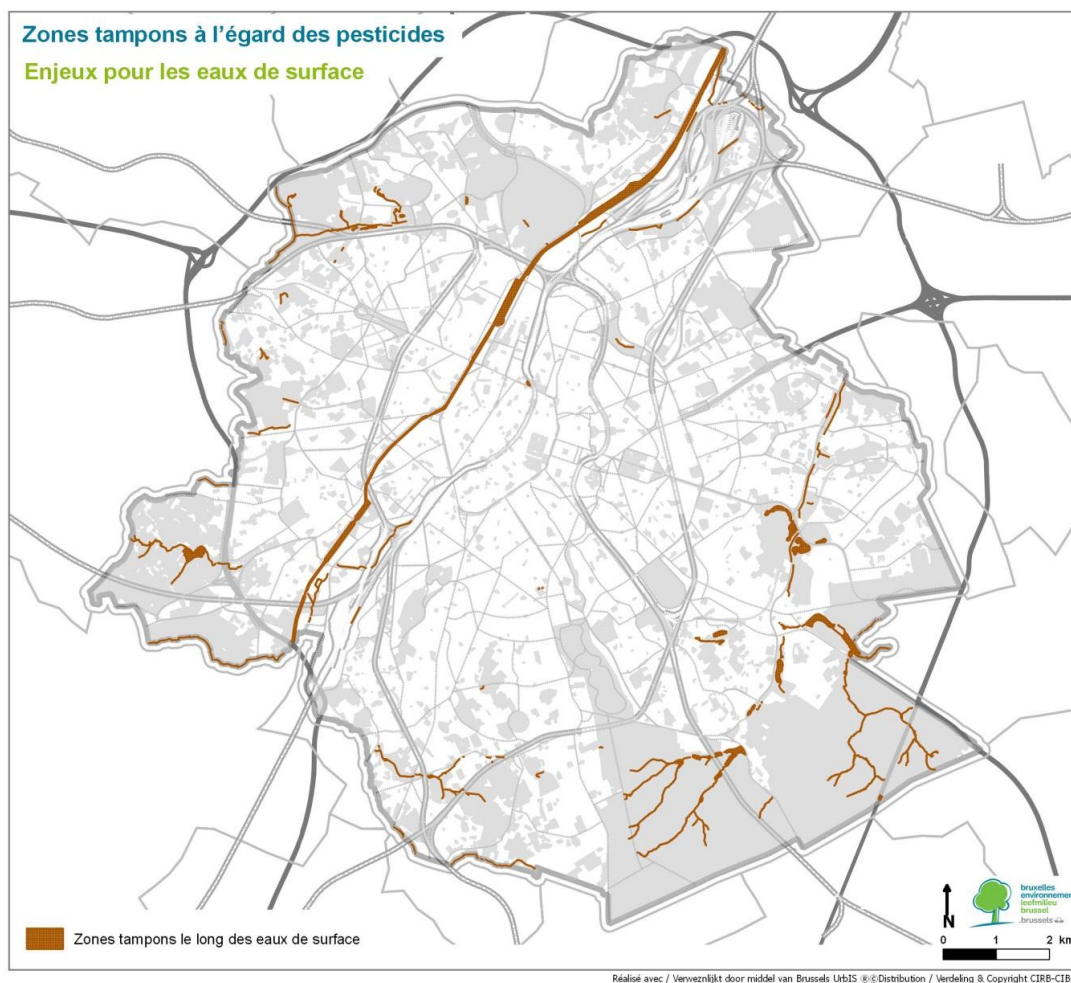 Zones tampons à l'égard des pesticides
Enjeux pour les eaux de surface
Zones tampons le long des eaux de surface
N
bruxelles
environnement
leefmilieu
brussel
.brussels
0 1 2 km
Réalisé avec / Verwezenlijkt door middel van Brussels UrbIS ®©Distribution / Verdeling & Copyright CIRB-CIB